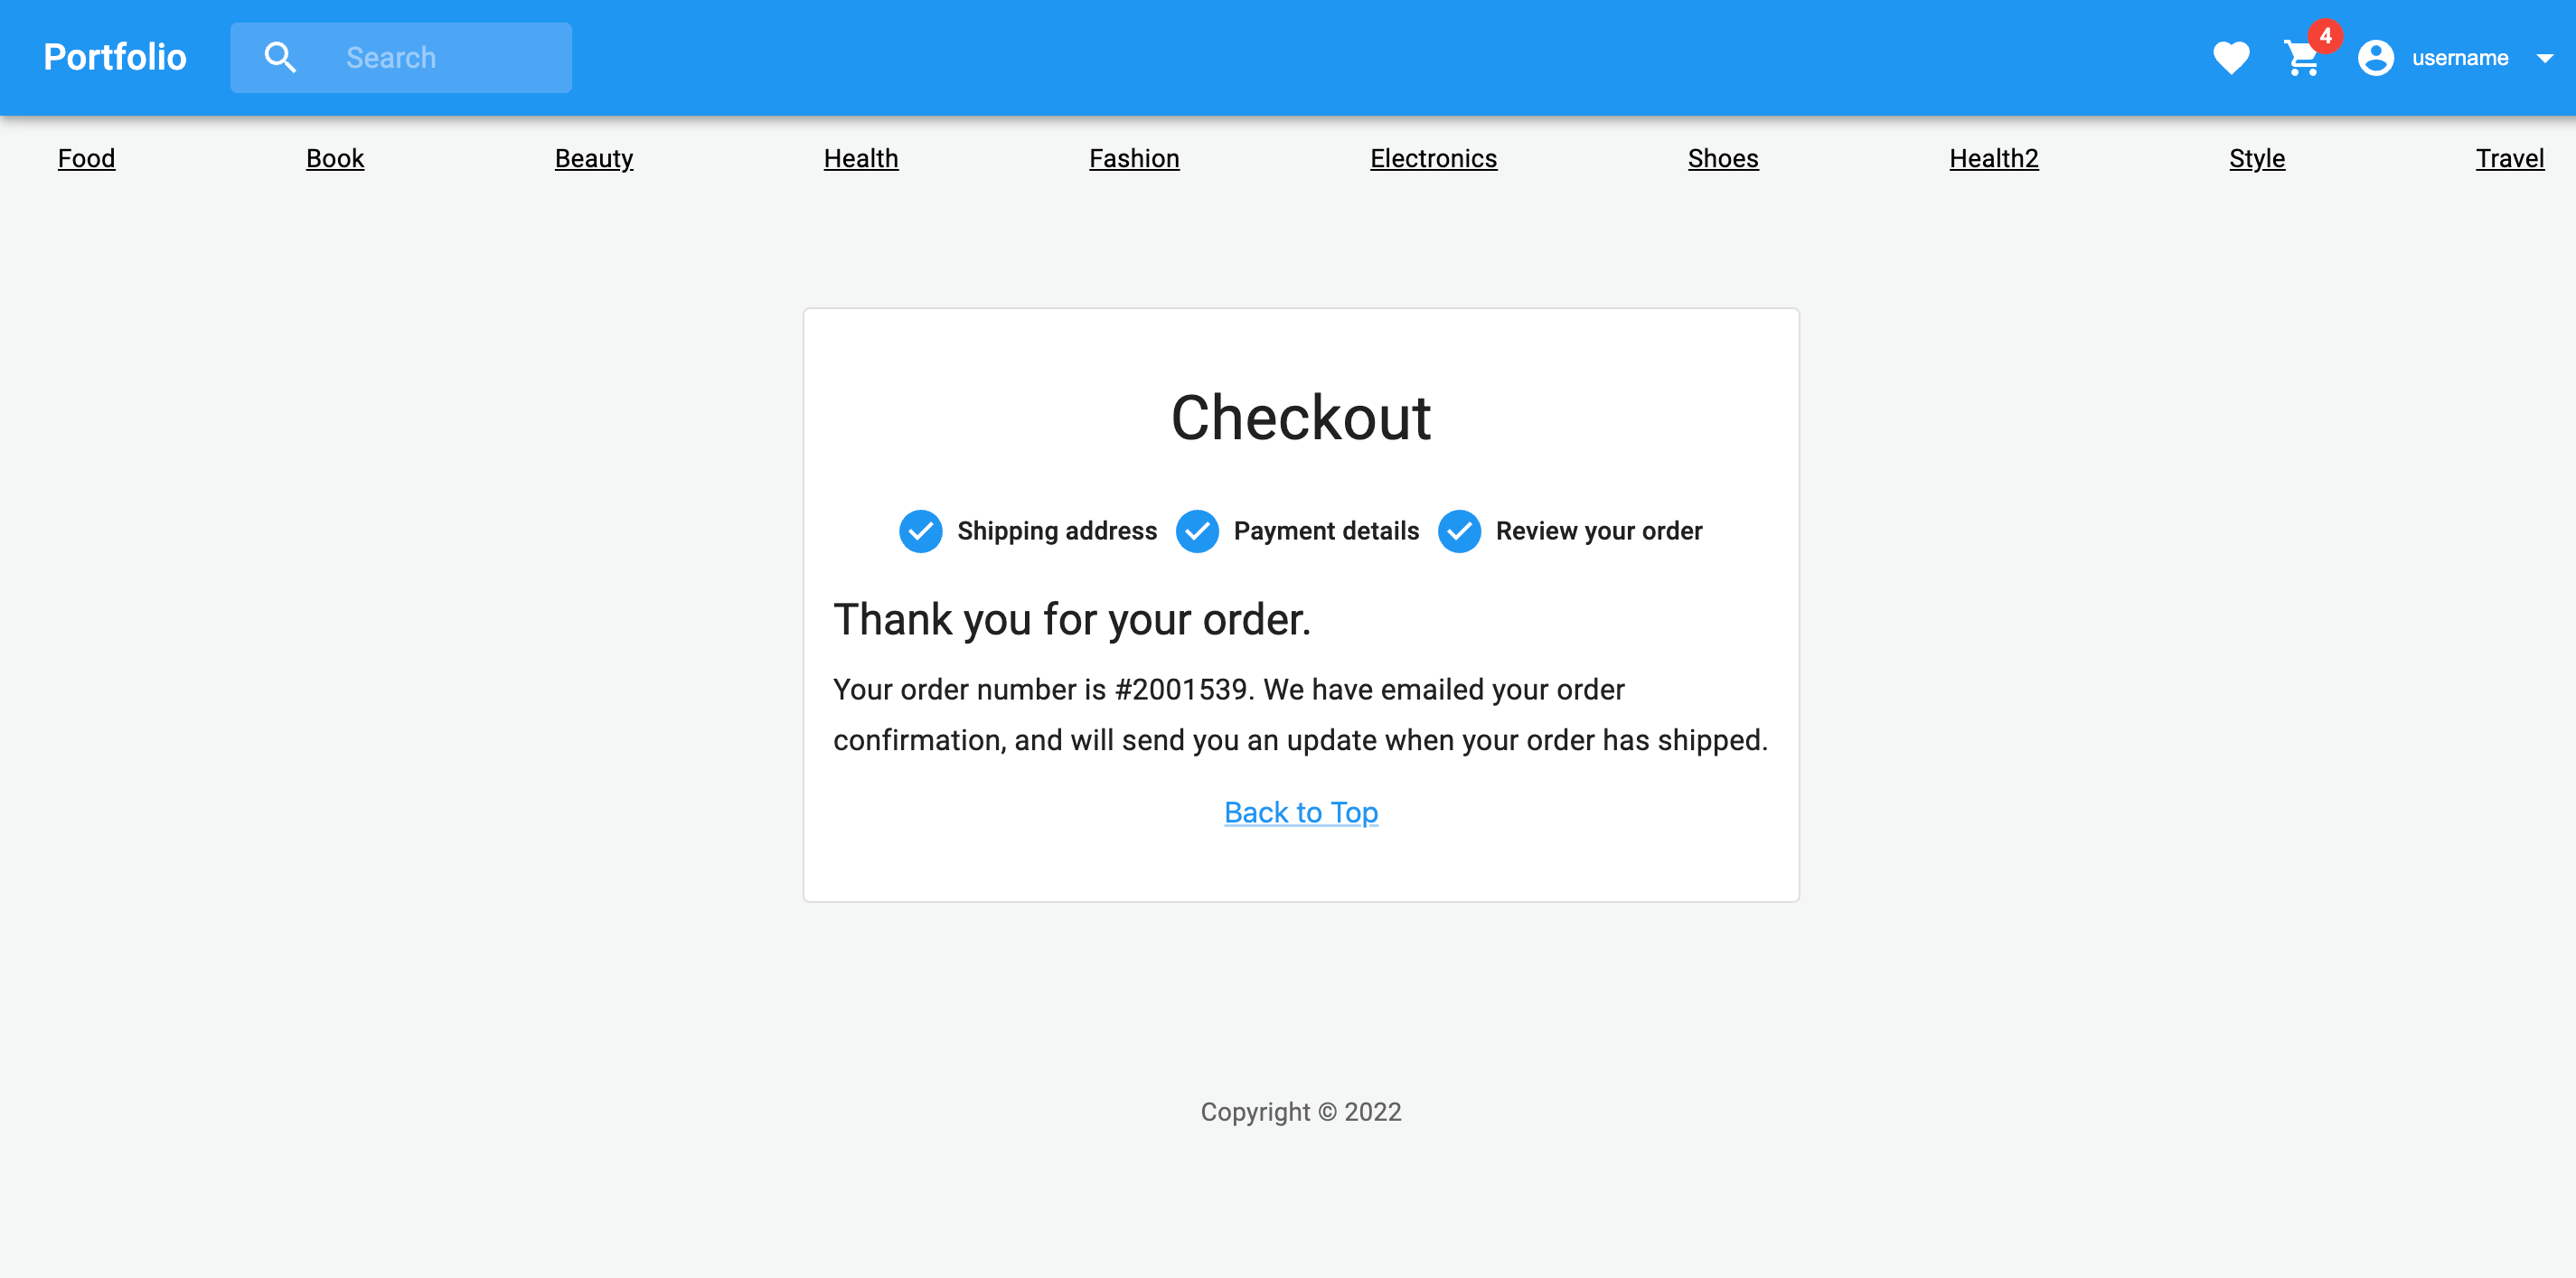 Portfolio Search 4 username
Food Book Beauty Health Fashion Electronics Shoes Health2 Style Travel
Checkout
Shipping address Payment details Review your order
Thank you for your order.
Your order number is #2001539. We have emailed your order
confirmation, and will send you an update when your order has shipped.
Back to Top
Copyright © 2022